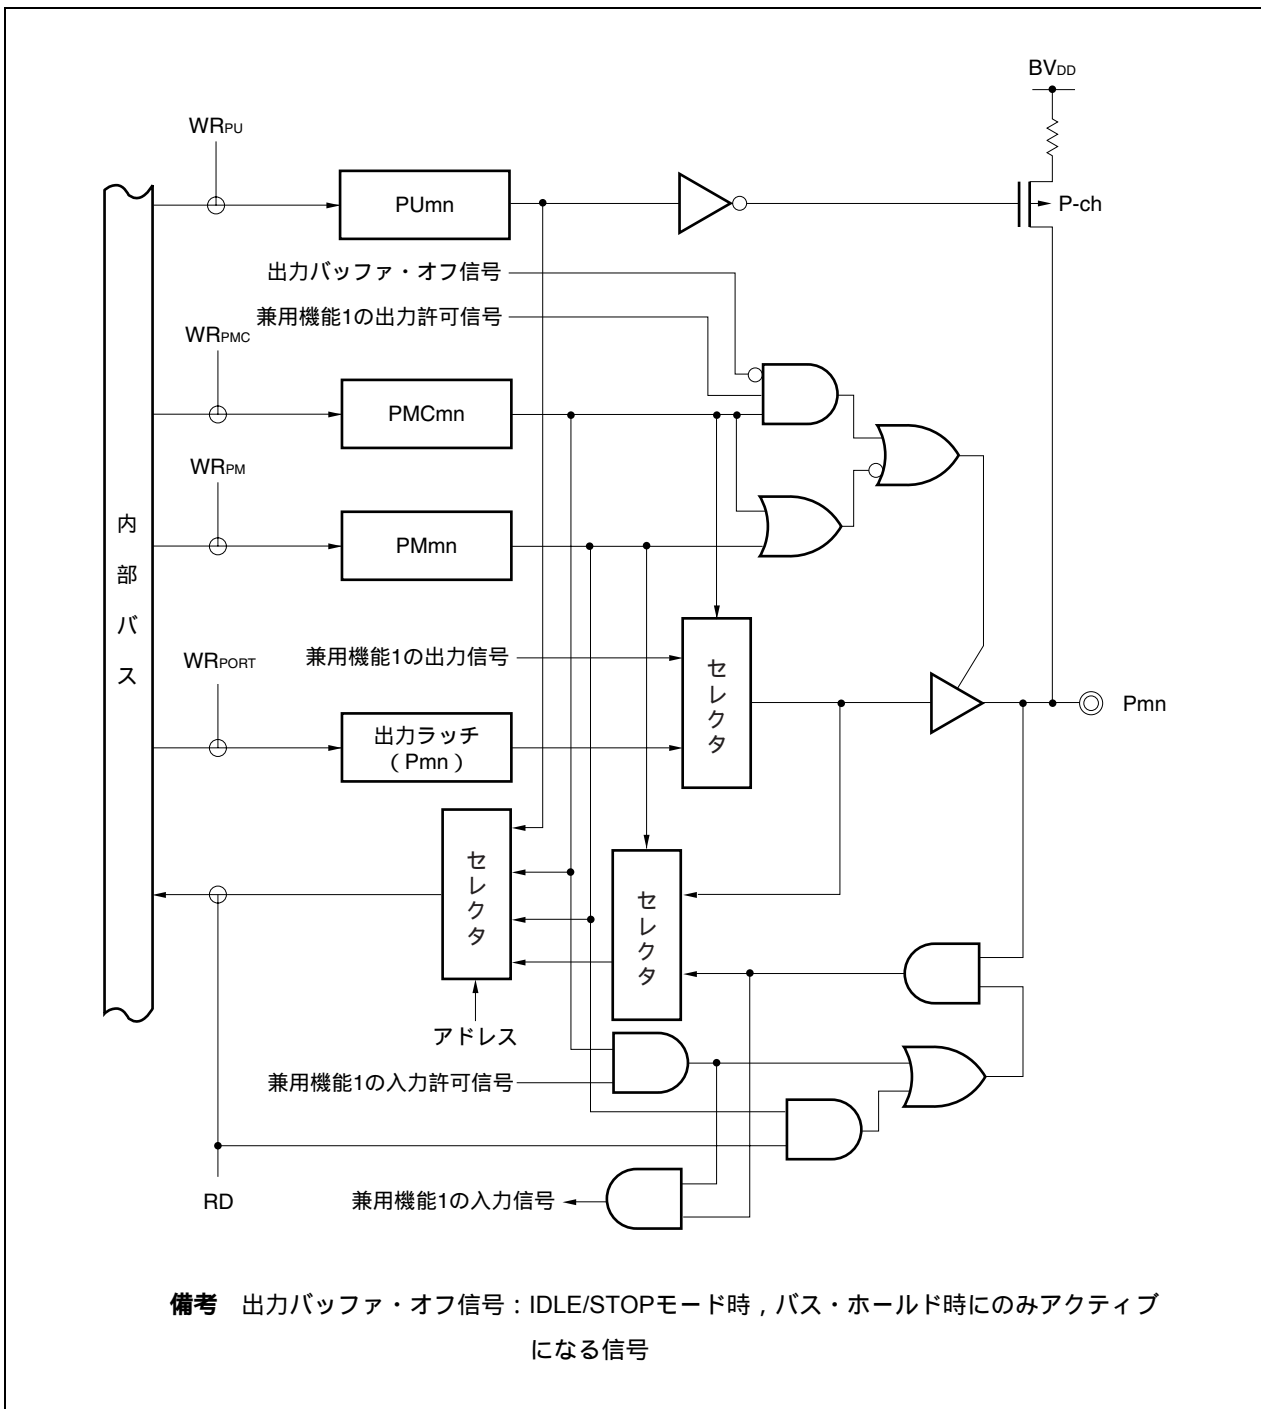 BVDD
WRPU
PUmn
P-ch
出力バッファ・オフ信号
兼用機能1の出力許可信号
WRPMC
PMCmn
WRPM
PMmn
内部バス
兼用機能1の出力信号
WRPORT
セレクタ
Pmn
出力ラッチ
(Pmn)
セレクタ
セレクタ
アドレス
兼用機能1の入力許可信号
RD
兼用機能1の入力信号
備考 出力バッファ・オフ信号:IDLE/STOPモード時,バス・ホールド時にのみアクティブ
になる信号